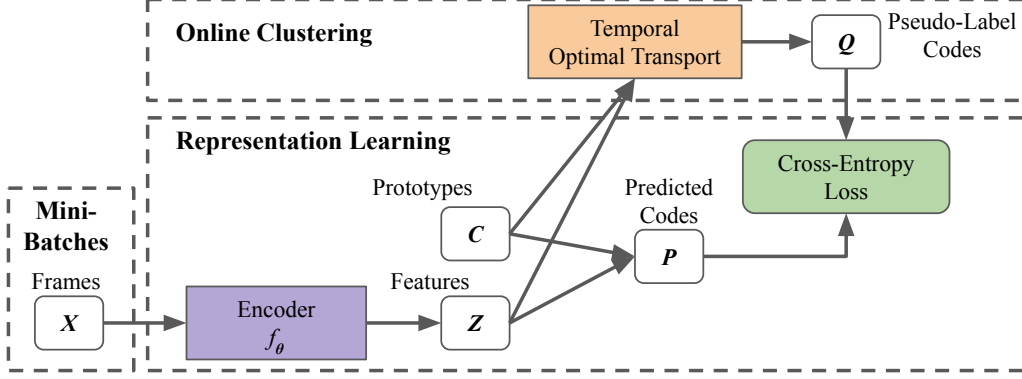 Online Clustering
Temporal
Optimal Transport
Q
Pseudo-Label
Codes
Representation Learning
Cross-Entropy
Loss
Prototypes
C
Predicted
Codes
P
Mini-
Batches
Frames
X
Encoder
fθ
Features
Z